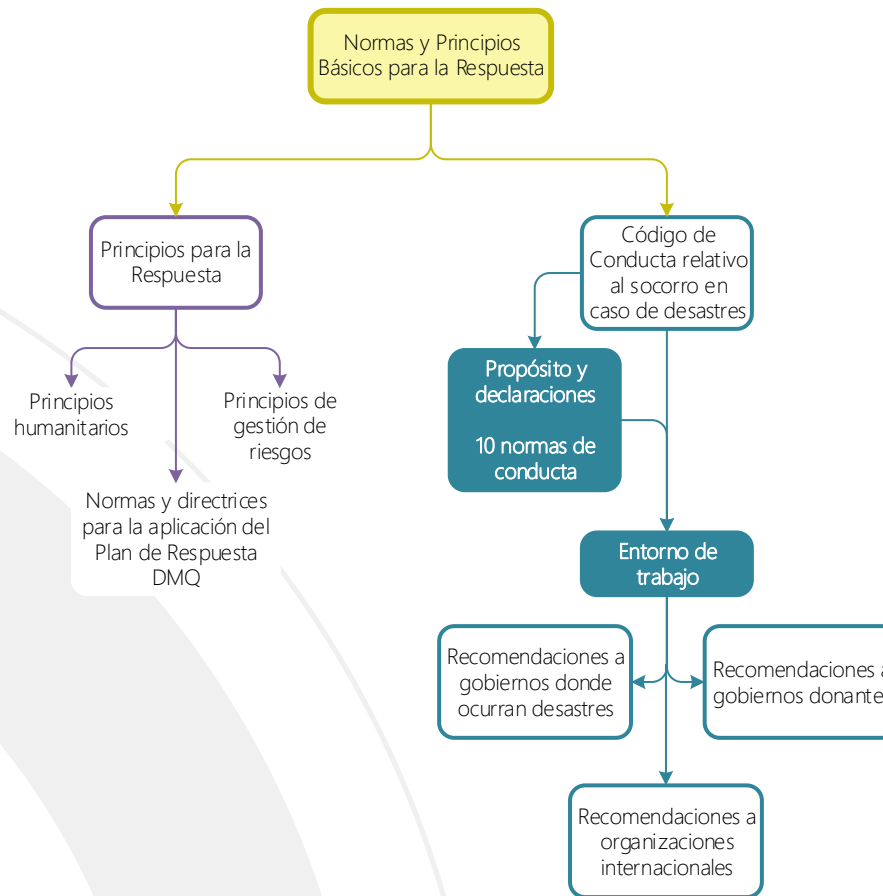 Normas y Principios
Básicos para la Respuesta
Principios para la
Respuesta
Código de
Conducta relativo
al socorro en
caso de desastres
Principios
humanitarios
Principios de
gestión de
riesgos
Normas y directrices
para la aplicación del
Plan de Respuesta
DMQ
Propósito y
declaraciones
10 normas de
conducta
Entorno de
trabajo
Recomendaciones a
gobiernos donde
ocurran desastres
Recomendaciones a
gobiernos donante
Recomendaciones a
organizaciones
internacionales